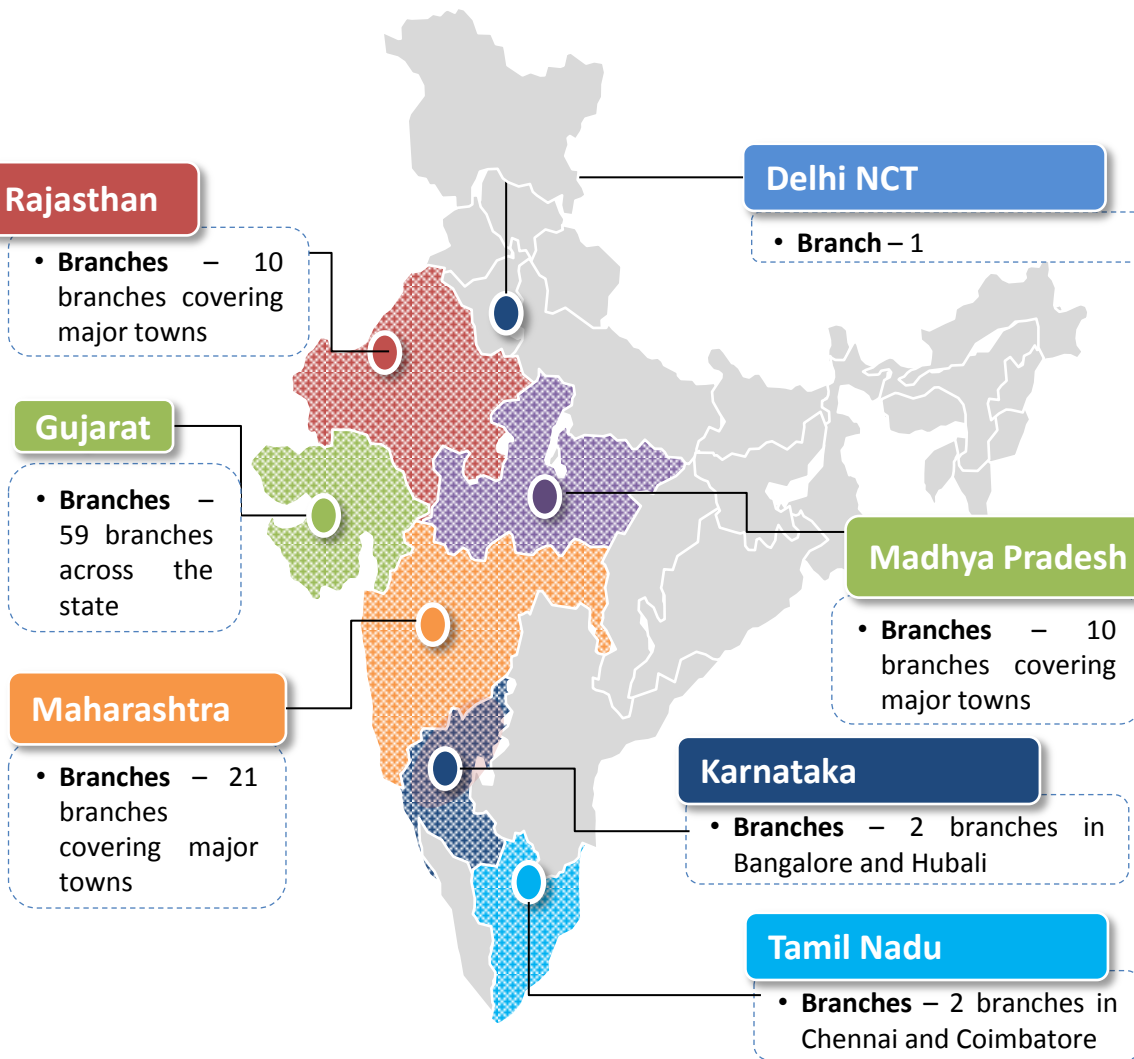 Rajasthan
• Branches – 10
branches covering
major towns
Gujarat
• Branches –
59 branches
across the
state
Maharashtra
• Branches – 21
branches
covering major
towns
Delhi NCT
• Branch – 1
Madhya Pradesh
• Branches – 10
branches covering
major towns
Karnataka
• Branches – 2 branches in
Bangalore and Hubali
Tamil Nadu
• Branches – 2 branches in
Chennai and Coimbatore